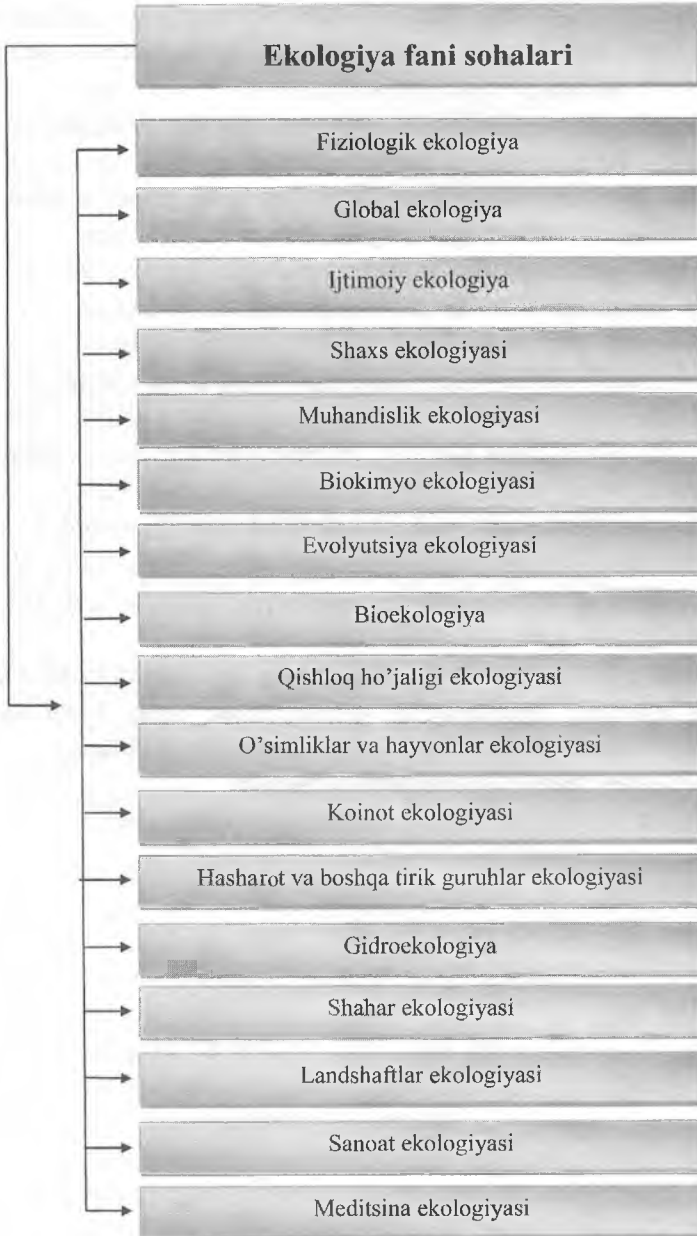 Ekologiya fani sohalari
Fiziologik ekologiya
Global ekologiya
Ijtimoiy ekologiya
Shaxs ekologiyasi
Muhandislik ekologiyasi
Biokimyo ekologiyasi
Evolyutsiya ekologiyasi
Bioekologiya
Qishloq ho’jaligi ekologiyasi
O’simliklar va hayvonlar ekologiyasi
Koinot ekologiyasi
Hasharot va boshqa tirik guruhlar ekologiyasi
Gidroekologiya
Shahar ekologiyasi
Landshaftlar ekologiyasi
Sanoat ekologiyasi
Meditsina ekologiyasi